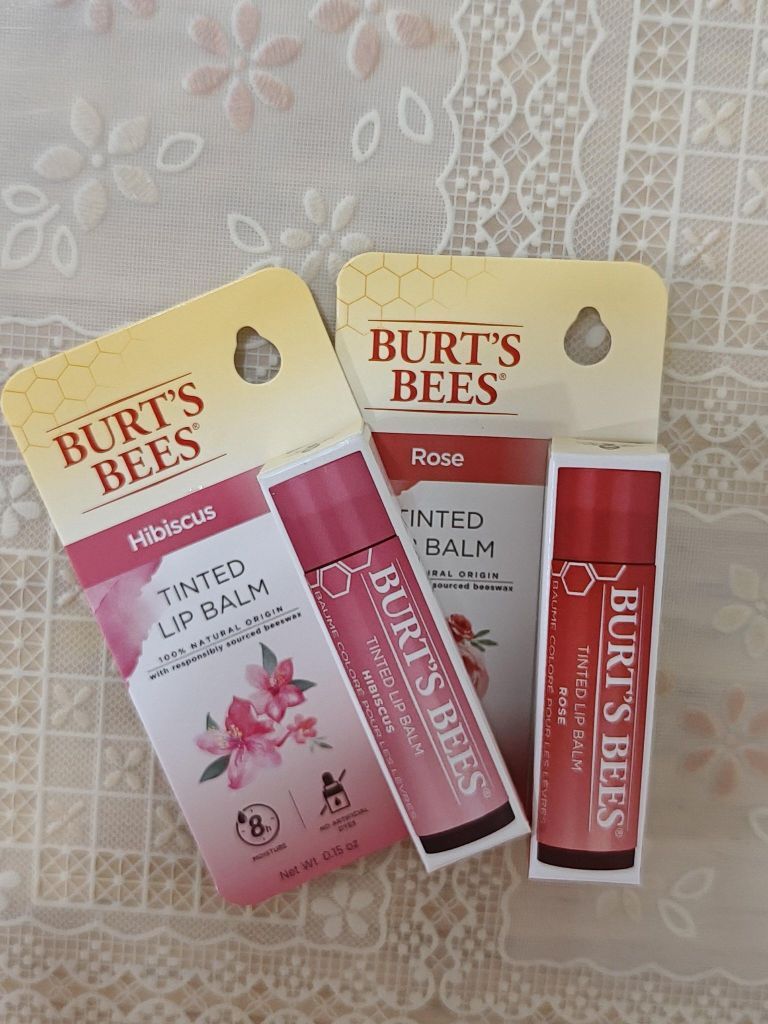 BURT'S
BEES®
Hibiscus
TINTED
LIP BALM
100% NATURAL ORIGIN
with responsibly sourced beeswax
8h
MOISTURE
NO ARTIFICIAL
DYES
Net Wt. 0.15 oz
BURT'S BEES®
TINTED LIP BALM
HIBISCUS
BAUME COLORÉ POUR LES LÈVRES
BURT'S
BEES®
Rose
TINTED
BALM
ORIGIN
sourced beeswax
BURT'S BEES®
TINTED LIP BALM
ROSE
BAUME COLORÉ POUR LES LÈVRES